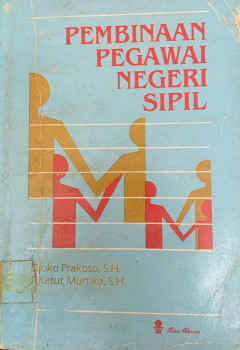 PEMBINAAN
PEGAWAI
NEGERI
SIPIL
Djoko Prakoso, S.H.
Ketut Murtika, S.H.
Bina Aksara